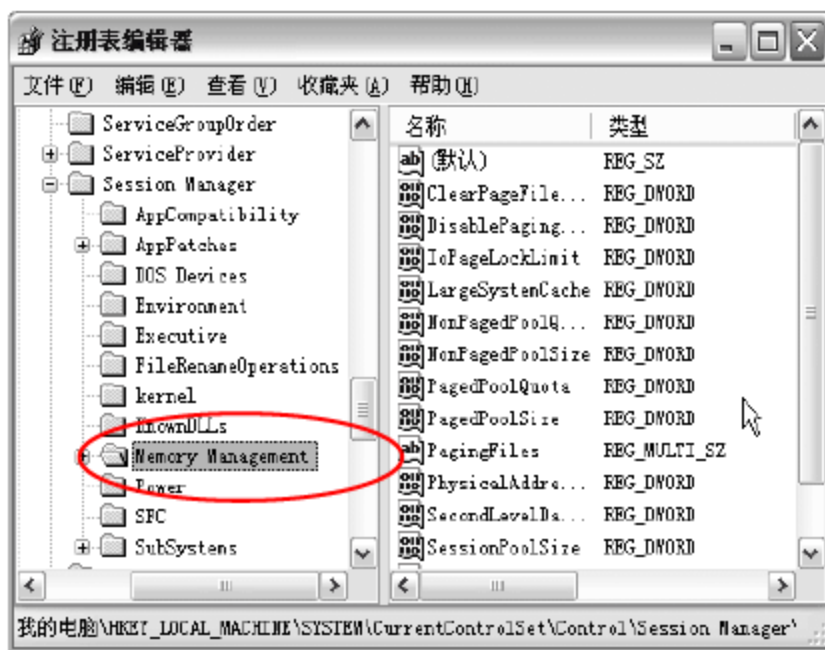 注册表编辑器
文件(F) 编辑(E) 查看(V) 收藏夹(A) 帮助(H)
ServiceGroupOrder
ServiceProvider
Session Manager
AppCompatibility
AppPatches
DOS Devices
Environment
Executive
FileRenameOperations
kernel
KnownDLLs
Memory Management
Power
SFC
SubSystems
名称 类型
(默认) REG_SZ
ClearPageFile... REG_DWORD
DisablePaging... REG_DWORD
IoPageLockLimit REG_DWORD
LargeSystemCache REG_DWORD
NonPagedPoolQ... REG_DWORD
NonPagedPoolSize REG_DWORD
PagedPoolQuota REG_DWORD
PagedPoolSize REG_DWORD
PagingFiles REG_MULTI_SZ
PhysicalAddre... REG_DWORD
SecondLevelDa... REG_DWORD
SessionPoolSize REG_DWORD
我的电脑\HKEY_LOCAL_MACHINE\SYSTEM\CurrentControlSet\Control\Session Manager\